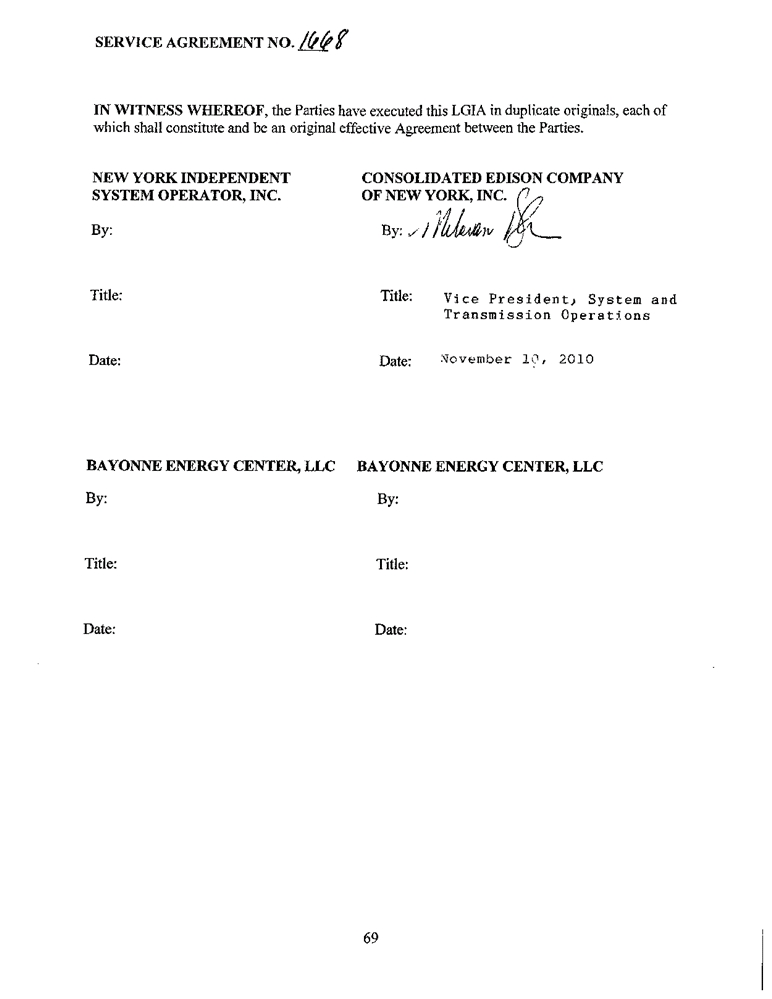 SERVICE AGREEMENT NO. 1668
IN WITNESS WHEREOF, the Parties have executed this LGIA in duplicate originals, each of
which shall constitute and be an original effective Agreement between the Parties.
NEW YORK INDEPENDENT
SYSTEM OPERATOR, INC.
CONSOLIDATED EDISON COMPANY
OF NEW YORK, INC.
By:
By:
Title:
Title: Vice President, System and
Transmission Operations
Date:
Date: November 10, 2010
BAYONNE ENERGY CENTER, LLC
BAYONNE ENERGY CENTER, LLC
By:
By:
Title:
Title:
Date:
Date:
69